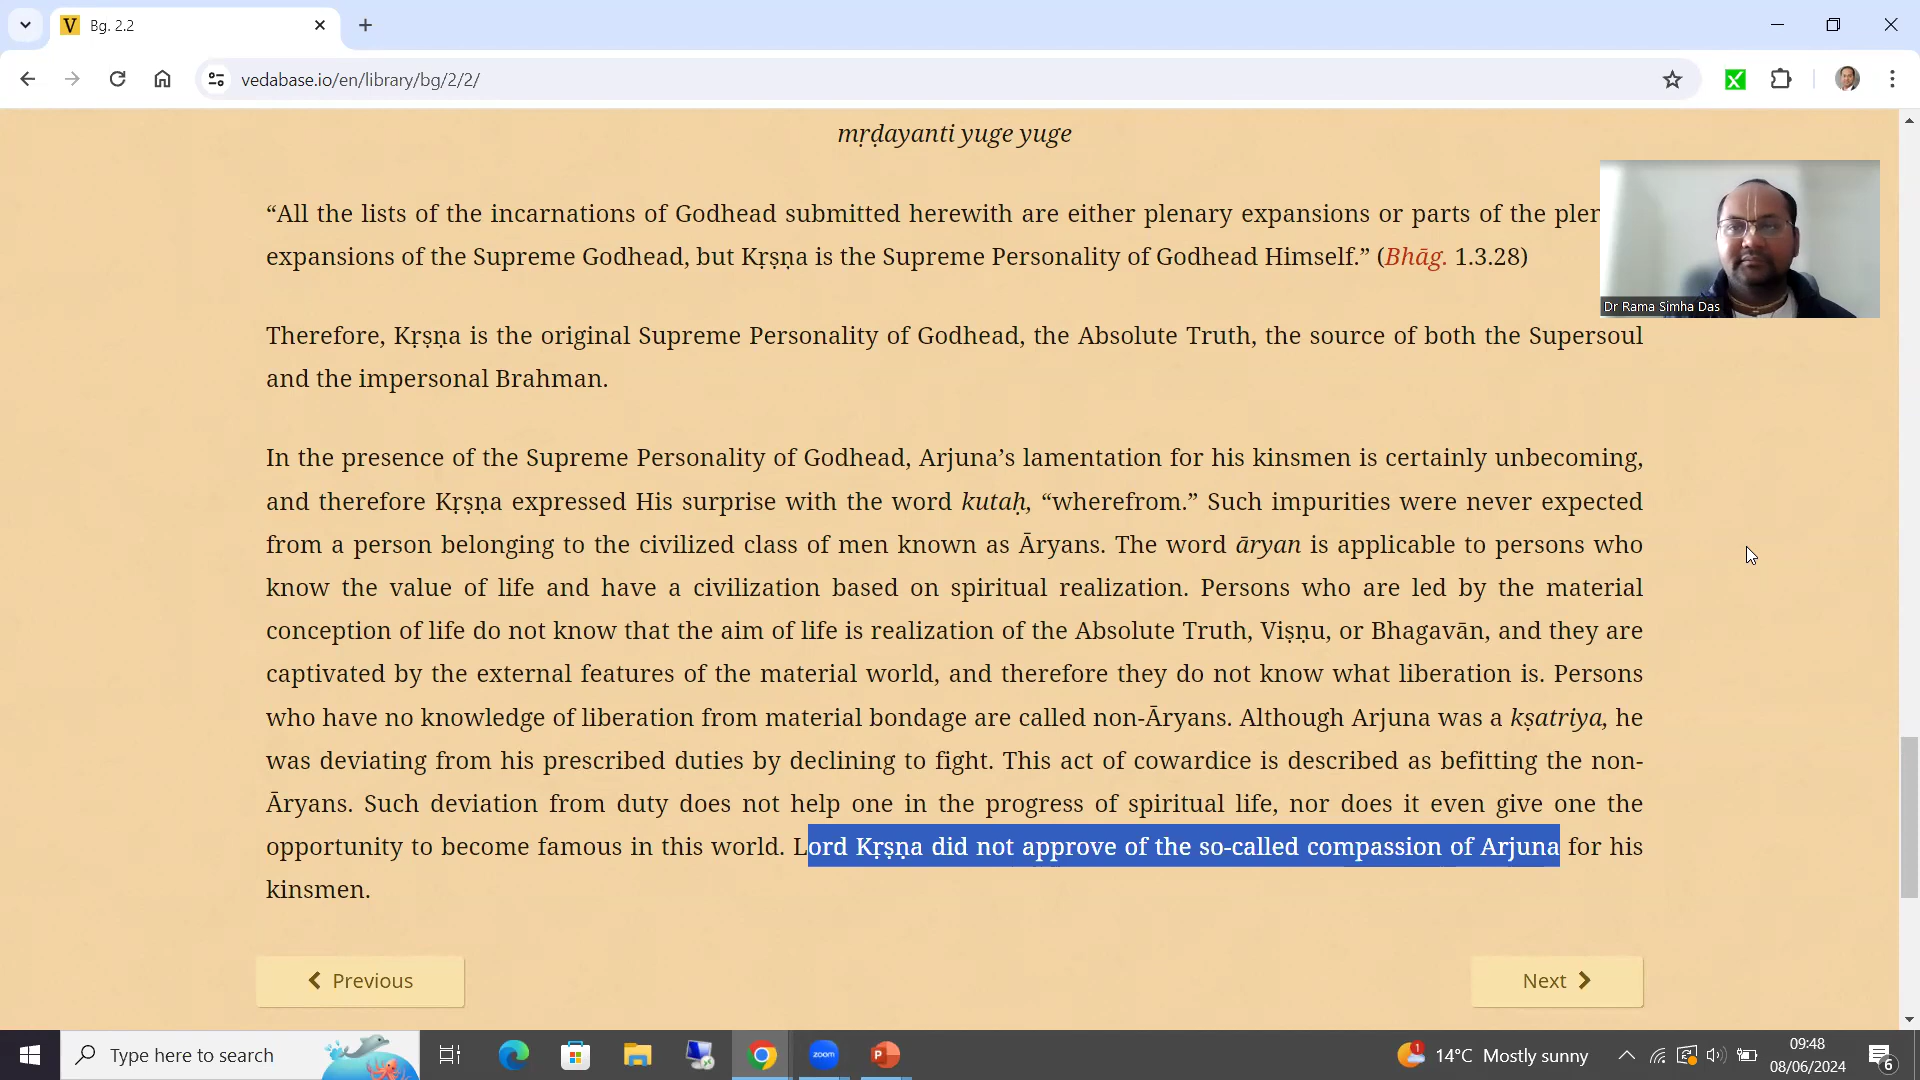 Bg. 2.2
vedabase.io/en/library/bg/2/2/
mṛḍayanti yuge yuge
“All the lists of the incarnations of Godhead submitted herewith are either plenary expansions or parts of the plen
expansions of the Supreme Godhead, but Kṛṣṇa is the Supreme Personality of Godhead Himself.” (Bhāg. 1.3.28)
Dr Rama Simha Das
Therefore, Kṛṣṇa is the original Supreme Personality of Godhead, the Absolute Truth, the source of both the Supersoul
and the impersonal Brahman.
In the presence of the Supreme Personality of Godhead, Arjuna’s lamentation for his kinsmen is certainly unbecoming,
and therefore Kṛṣṇa expressed His surprise with the word kutaḥ, “wherefrom.” Such impurities were never expected
from a person belonging to the civilized class of men known as Āryans. The word āryan is applicable to persons who
know the value of life and have a civilization based on spiritual realization. Persons who are led by the material
conception of life do not know that the aim of life is realization of the Absolute Truth, Viṣṇu, or Bhagavān, and they are
captivated by the external features of the material world, and therefore they do not know what liberation is. Persons
who have no knowledge of liberation from material bondage are called non-Āryans. Although Arjuna was a kṣatriya, he
was deviating from his prescribed duties by declining to fight. This act of cowardice is described as befitting the non-
Āryans. Such deviation from duty does not help one in the progress of spiritual life, nor does it even give one the
opportunity to become famous in this world. Lord Kṛṣṇa did not approve of the so-called compassion of Arjuna for his
kinsmen.
Previous
Next
Type here to search
zoom
14°C Mostly sunny
09:48
08/06/2024
6